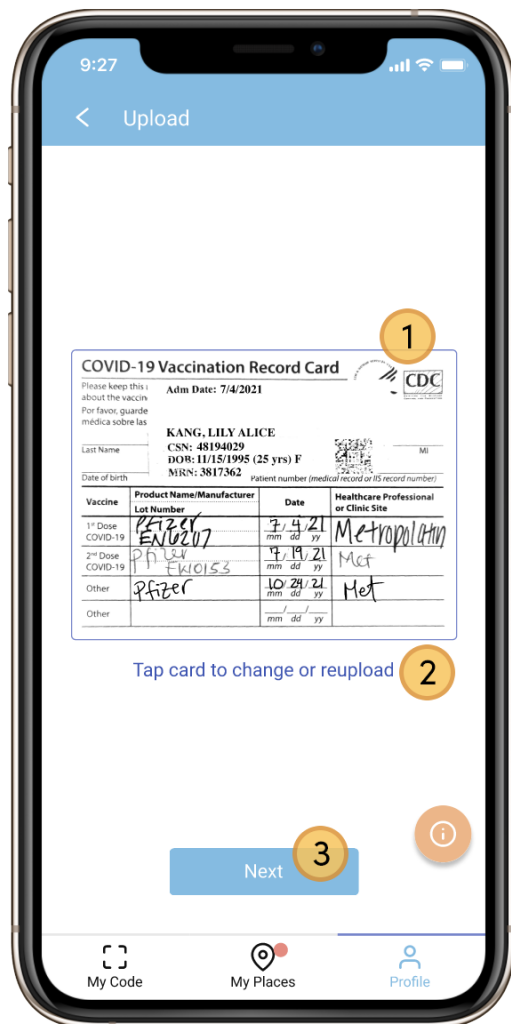 9:27
Upload
1
COVID-19 Vaccination Record Card
CDC
Please keep this
about the vaccin
Adm Date: 7/4/2021
Por favor, guarde
médica sobre las
KANG, LILY ALICE
CSN: 48194029
Last Name
DOB: 11/15/1995 (25 yrs) F
MI
MRN: 3817362
Date of birth
Patient number (medical record or IIS record number)
Vaccine
Product Name/Manufacturer
Lot Number
Date
Healthcare Professional
or Clinic Site
1st Dose
COVID-19
Pfizer
EN6207
7/4/21
mm dd yy
Metropolitan
2nd Dose
COVID-19
Pfizer
EW0153
7/19/21
mm dd yy
Met
Other
Pfizer
10/24/21
mm dd yy
Met
Other
__/__/__
mm dd yy
Tap card to change or reupload
2
Next
3
My Code
My Places
Profile